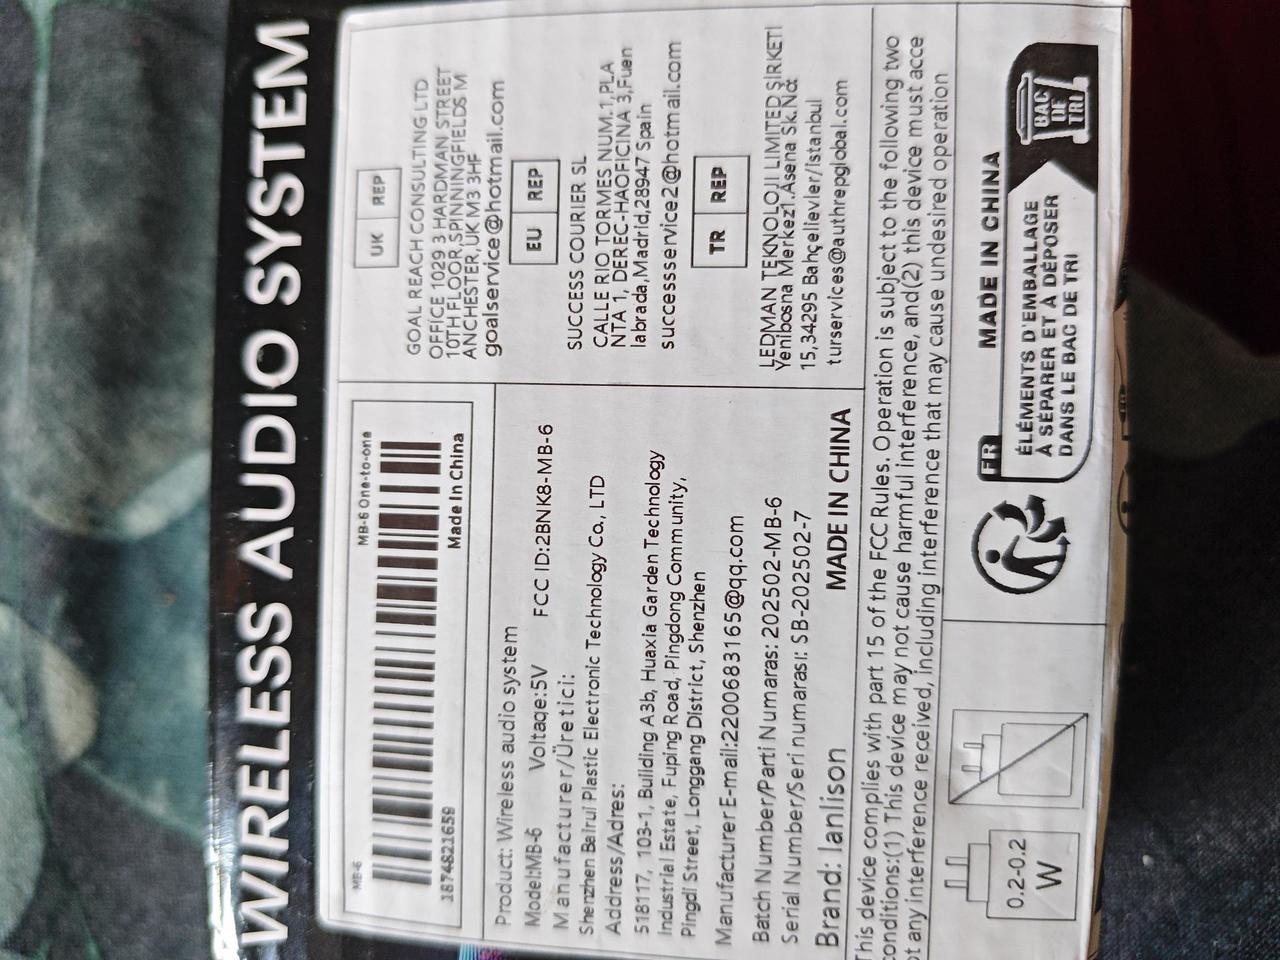 WIRELESS AUDIO SYSTEM
MB-6
MB-6 One-to-one
1874821659
Made In China
Product: Wireless audio system
Model:MB-6 Voltage:5V FCC ID:2BNK8-MB-6
Manufacturer/Üretici:
Shenzhen Bairui Plastic Electronic Technology Co., LTD
Address/Adres:
518117, 103-1, Building A3b, Huaxia Garden Technology
Industrial Estate, Fuping Road, Pingdong Community,
Pingdi Street, Longgang District, Shenzhen
Manufacturer E-mail:2200683165@qq.com
Batch Number/Parti Numaras: 202502-MB-6
Serial Number/Seri numarası: SB-202502-7
Brand: lanlison MADE IN CHINA
UK REP
GOAL REACH CONSULTING LTD
OFFICE 1029 3 HARDMAN STREET
10TH FLOOR,SPINNINGFIELDS M
ANCHESTER,UK M3 3HF
goalservice@hotmail.com
EU REP
SUCCESS COURIER SL
CALLE RIO TORMES NUM.1,PLA
NTA 1, DEREC-HAOFICINA 3,Fuen
labrada,Madrid,28947 Spain
successservice2@hotmail.com
TR REP
LEDMAN TEKNOLOJI LIMITED ŞIRKETI
Yenibosna Merkez1.Asena Sk.No:
15,34295 Bahçelievler/Istanbul
turservices@authrepglobal.com
This device complies with part 15 of the FCC Rules. Operation is subject to the following two
conditions:(1) This device may not cause harmful interference, and(2) this device must acce
pt any interference received, including interference that may cause undesired operation
0.2-0.2
W
MADE IN CHINA
FR
ÉLÉMENTS D'EMBALLAGE
À SÉPARER ET À DÉPOSER
DANS LE BAC DE TRI
BAC
DE
TRI